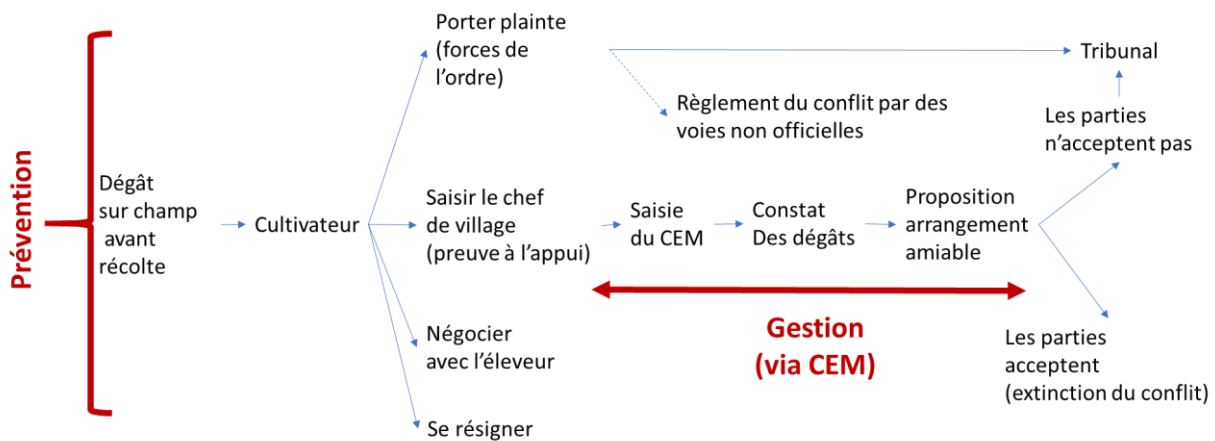 Prévention
Dégât
sur champ
avant
récolte
Cultivateur
Porter plainte
(forces de
l’ordre)
Règlement du conflit par des
voies non officielles
Tribunal
Les parties
n’acceptent pas
Saisir le chef
de village
(preuve à l’appui)
Saisie
du CEM
Constat
Des dégâts
Proposition
arrangement
amiable
Gestion
(via CEM)
Négocier
avec l’éleveur
Les parties
acceptent
(extinction du conflit)
Se résigner